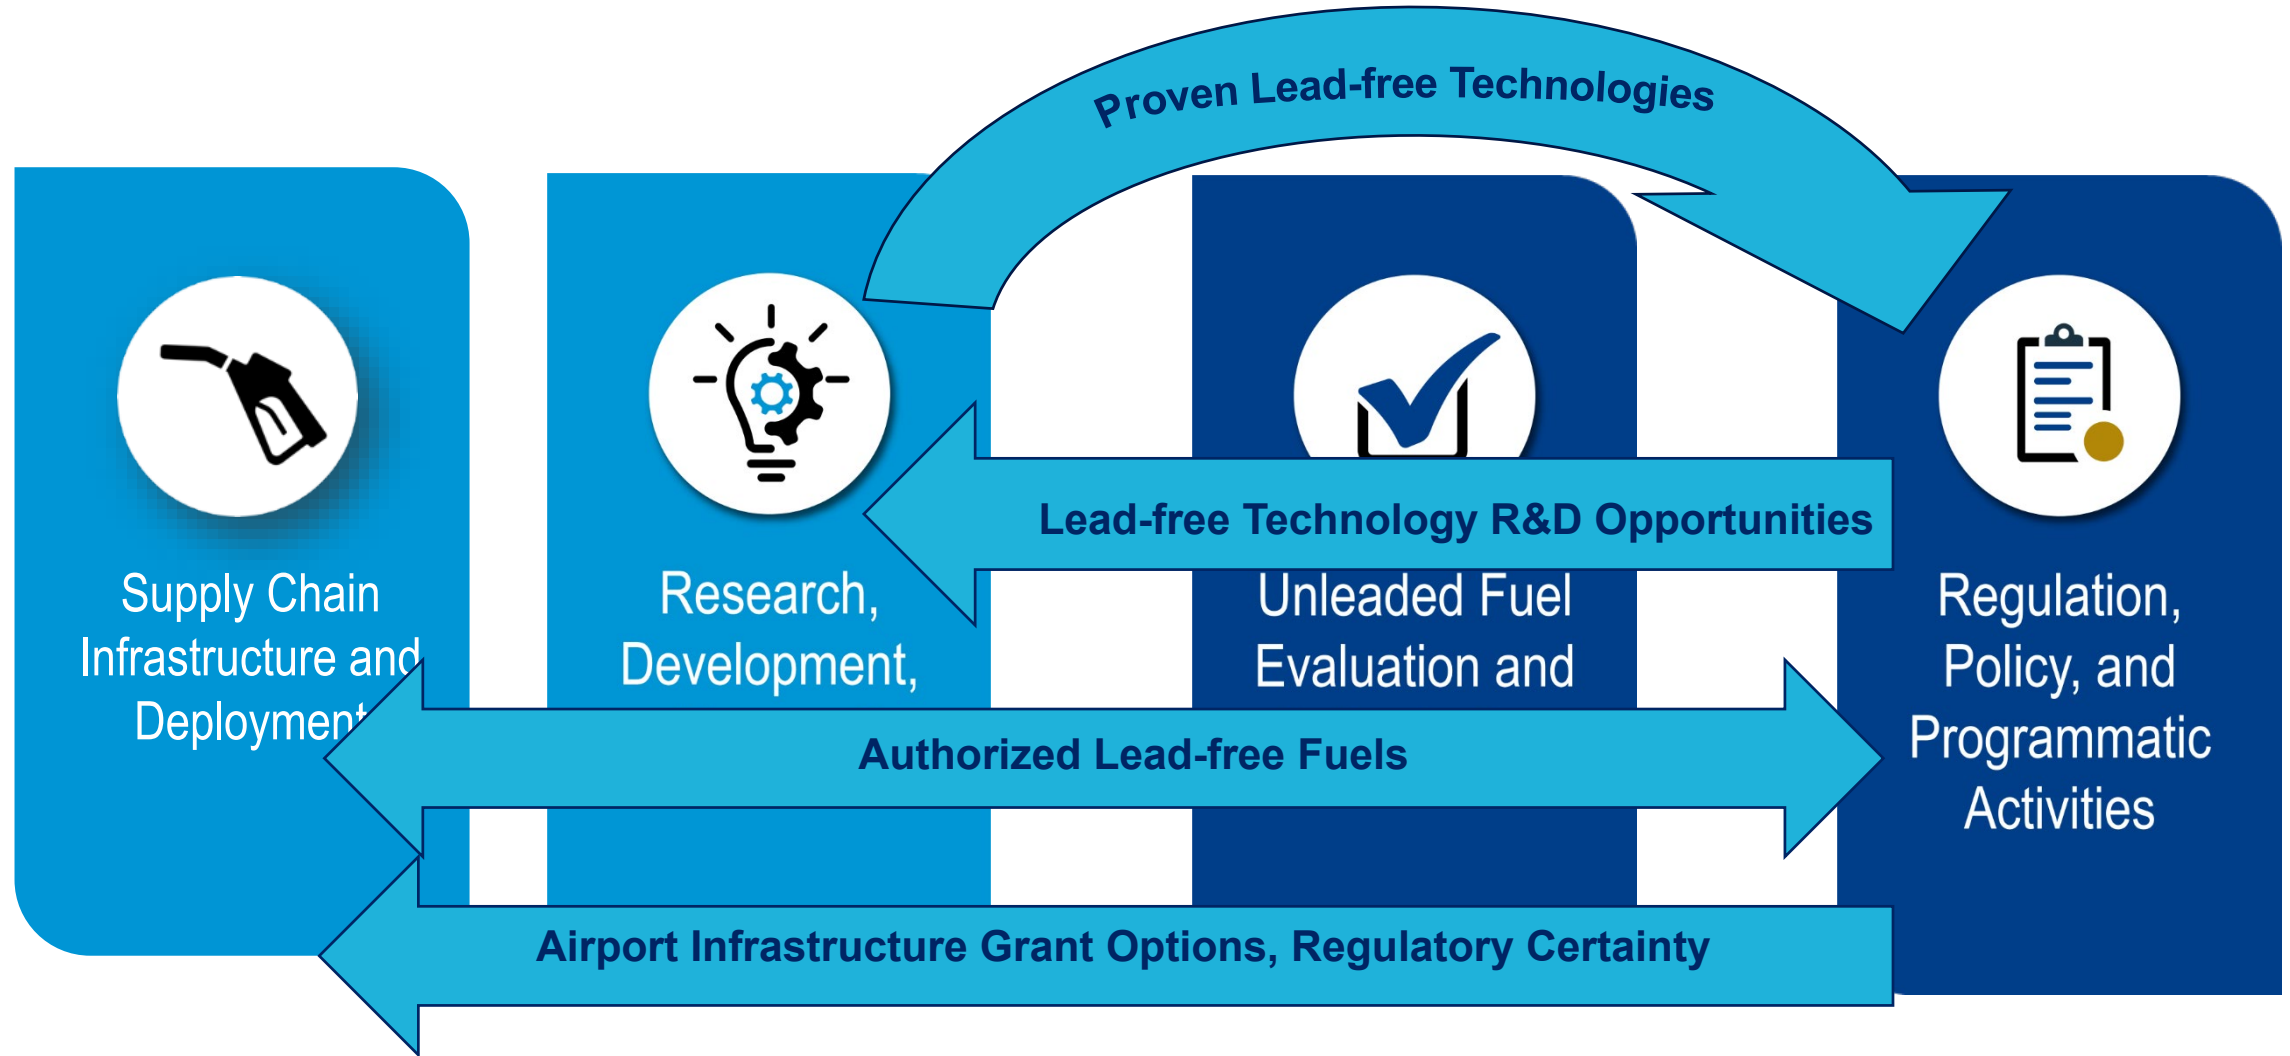 Proven Lead-free Technologies
Supply Chain
Infrastructure and
Deployment
Research,
Development,
Lead-free Technology R&D Opportunities
Unleaded Fuel
Evaluation and
Regulation,
Policy, and
Programmatic
Activities
Authorized Lead-free Fuels
Airport Infrastructure Grant Options, Regulatory Certainty